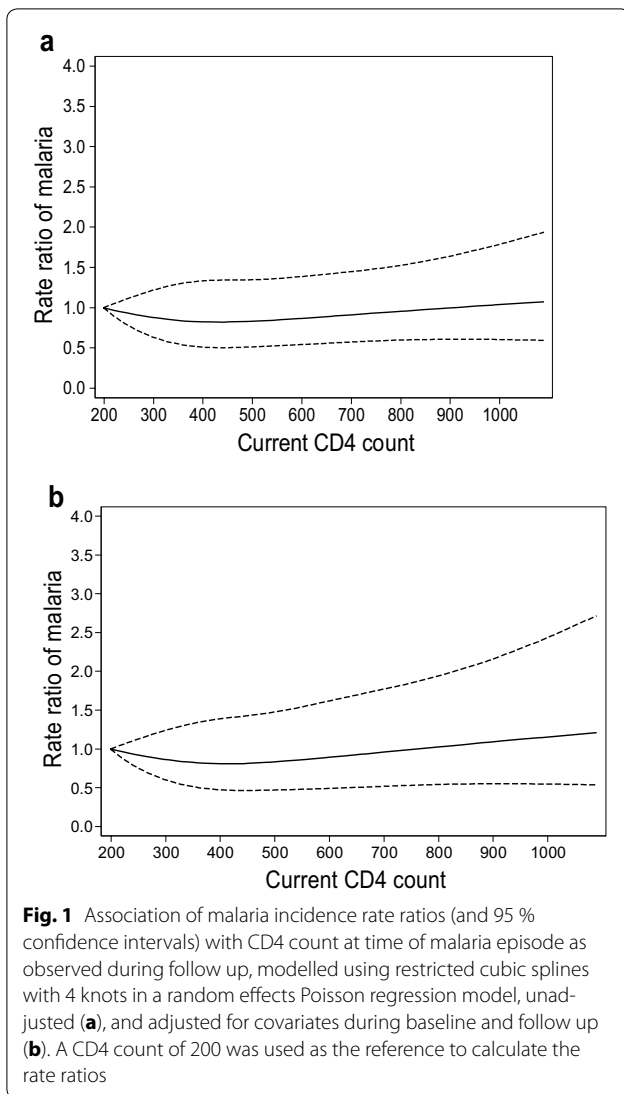 a
4.0
3.5
3.0
2.5
2.0
1.5
1.0
0.5
0.0
Rate ratio of malaria
200 300 400 500 600 700 800 900 1000
Current CD4 count
b
4.0
3.5
3.0
2.5
2.0
1.5
1.0
0.5
0.0
Rate ratio of malaria
200 300 400 500 600 700 800 900 1000
Current CD4 count
Fig. 1 Association of malaria incidence rate ratios (and 95 %
confidence intervals) with CD4 count at time of malaria episode as
observed during follow up, modelled using restricted cubic splines
with 4 knots in a random effects Poisson regression model, unad-
justed (a), and adjusted for covariates during baseline and follow up
(b). A CD4 count of 200 was used as the reference to calculate the
rate ratios